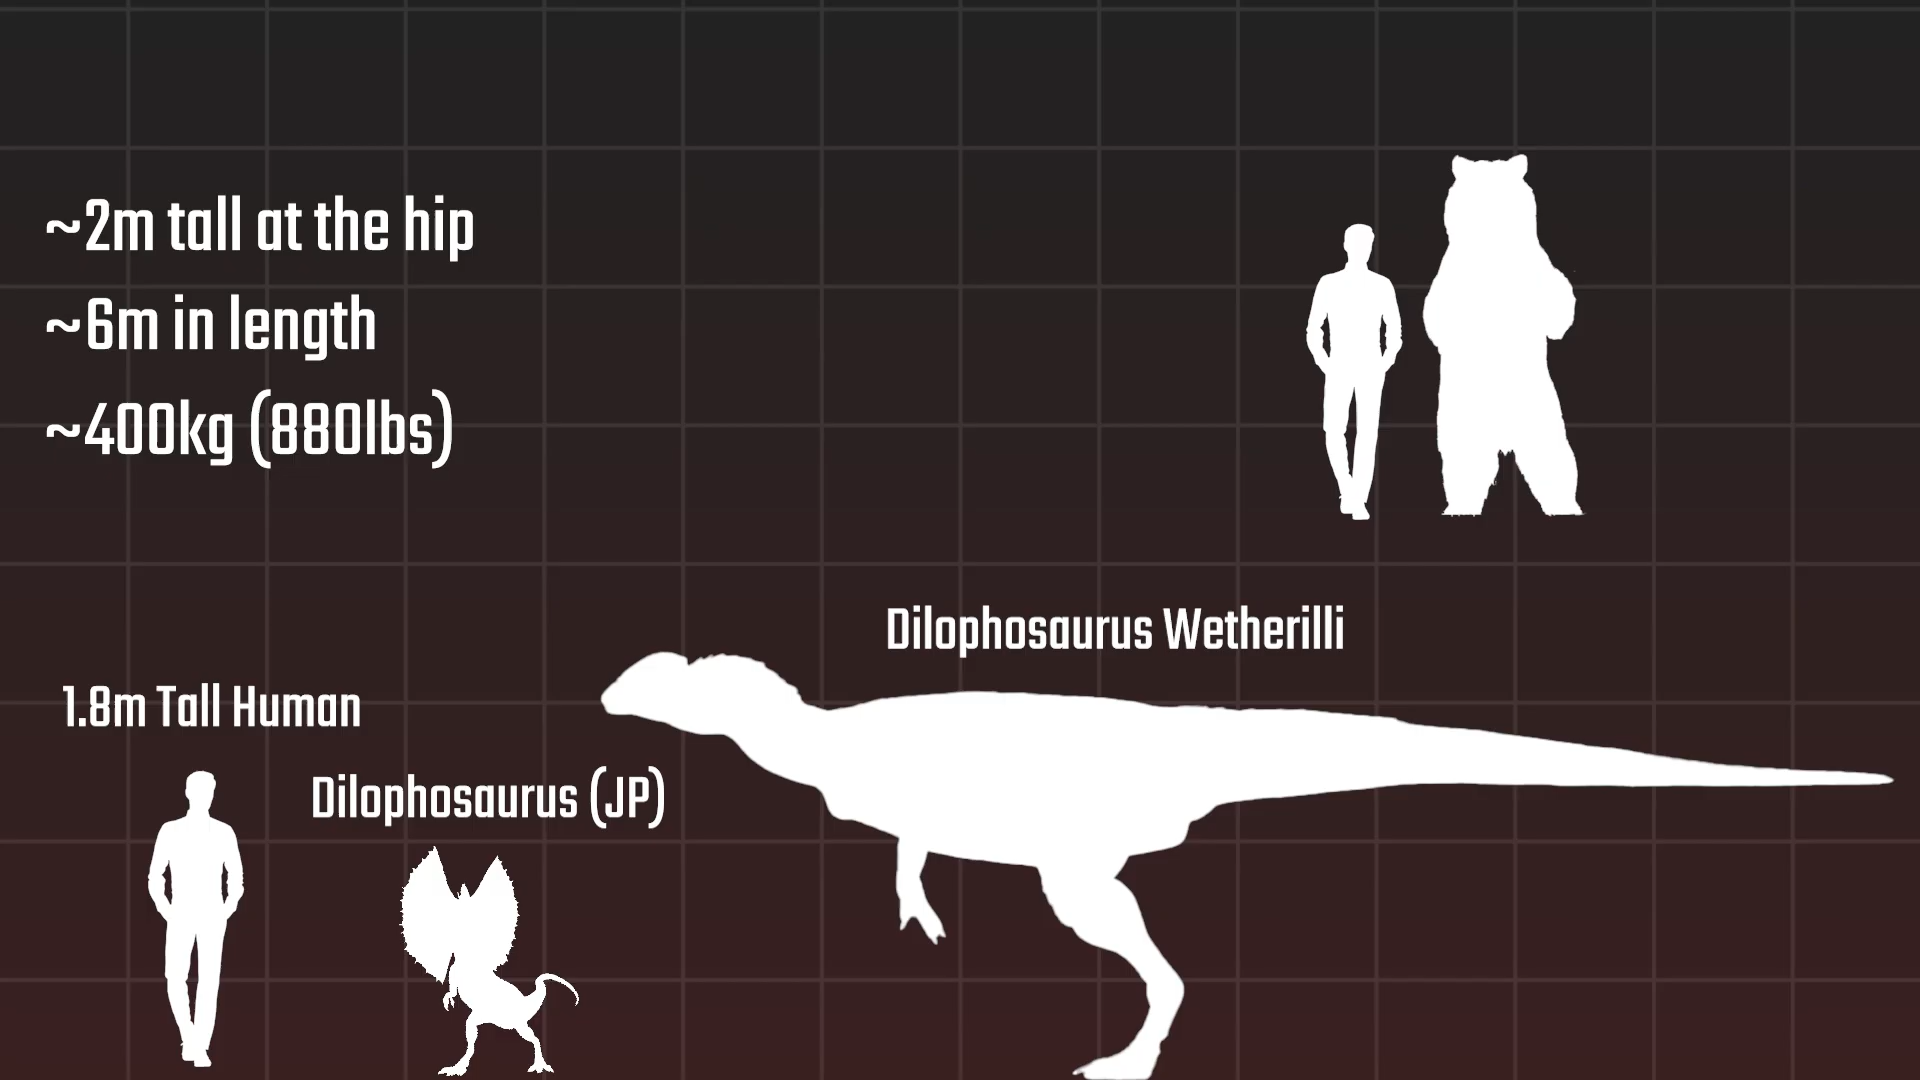 ~2m tall at the hip
~6m in length
~400kg (880lbs)
Dilophosaurus Wetherilli
1.8m Tall Human
Dilophosaurus (JP)